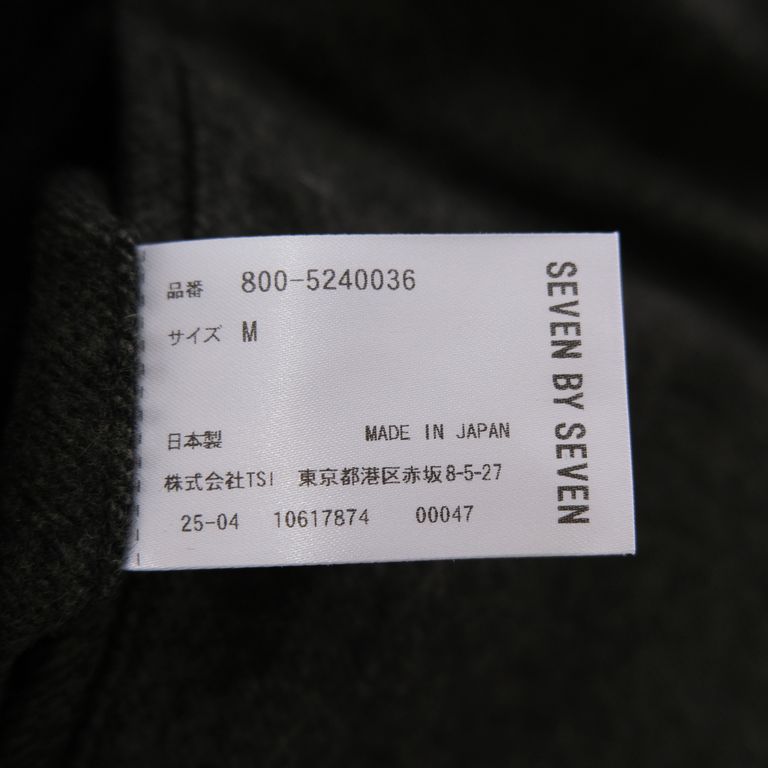 品番 800-5240036
サイズ M
日本製 MADE IN JAPAN
株式会社TSI 東京都港区赤坂8-5-27
25-04 10617874 00047
SEVEN BY SEVEN